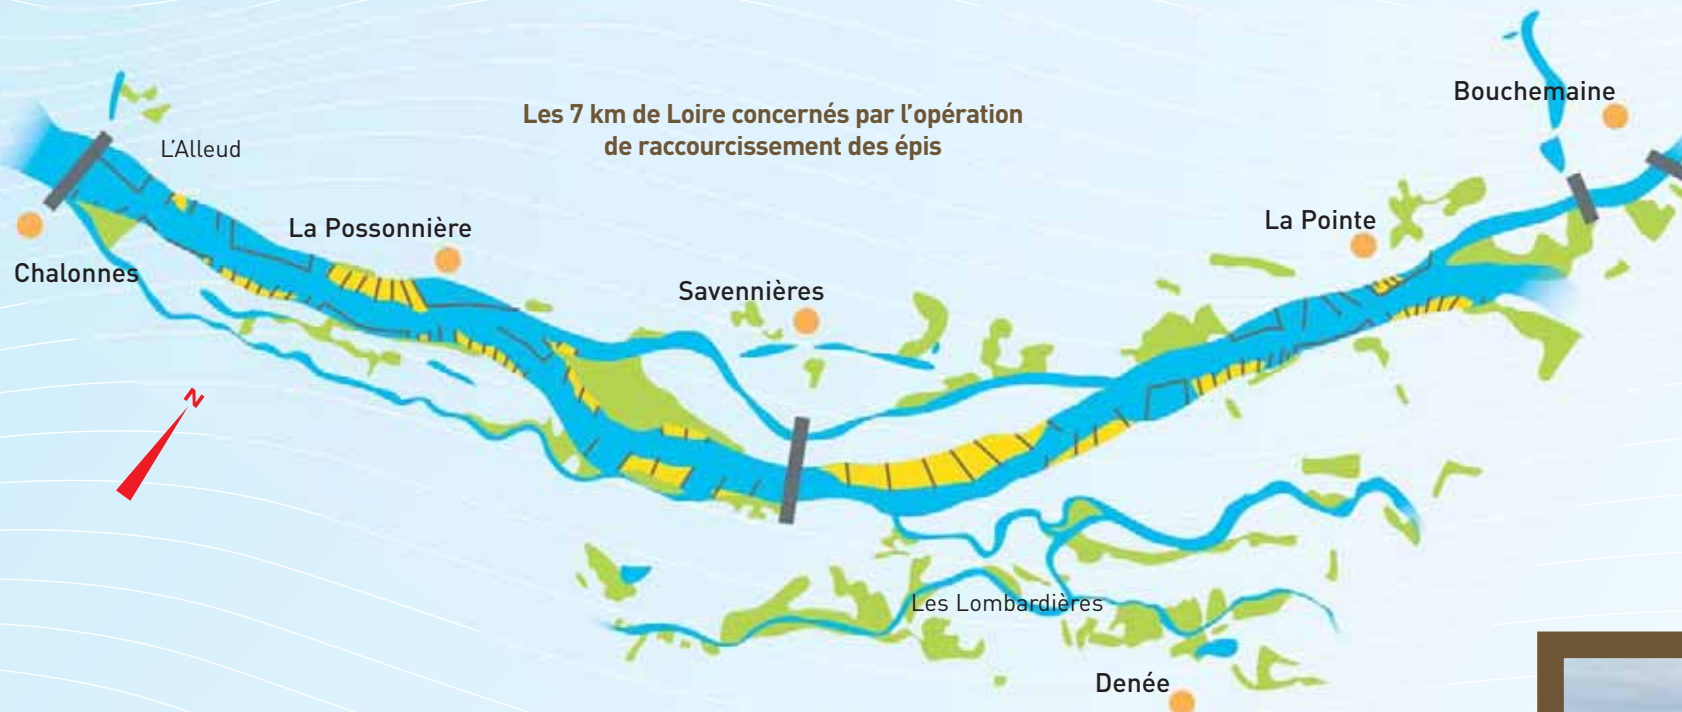 Bouchemaine
Les 7 km de Loire concernés par l'opération
de raccourcissement des épis
L'Alleud
La Possonnière
La Pointe
Chalonnes
Savennières
N
Les Lombardières
Denée